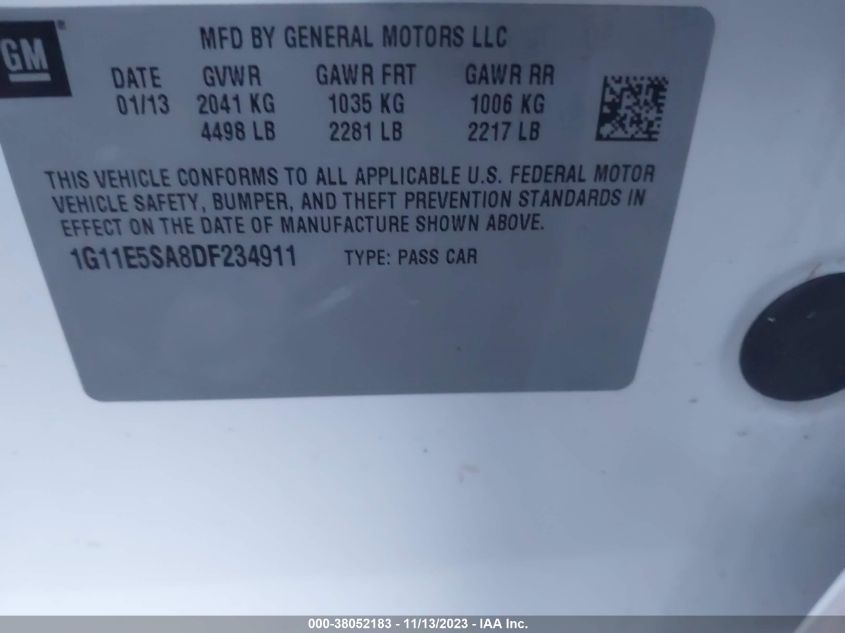 GM®
MFD BY GENERAL MOTORS LLC
DATE GVWR GAWR FRT GAWR RR
01/13 2041 KG 1035 KG 1006 KG
4498 LB 2281 LB 2217 LB
THIS VEHICLE CONFORMS TO ALL APPLICABLE U.S. FEDERAL MOTOR
VEHICLE SAFETY, BUMPER, AND THEFT PREVENTION STANDARDS IN
EFFECT ON THE DATE OF MANUFACTURE SHOWN ABOVE.
1G11E5SA8DF234911 TYPE: PASS CAR
000-38052183 - 11/13/2023 - IAA Inc.